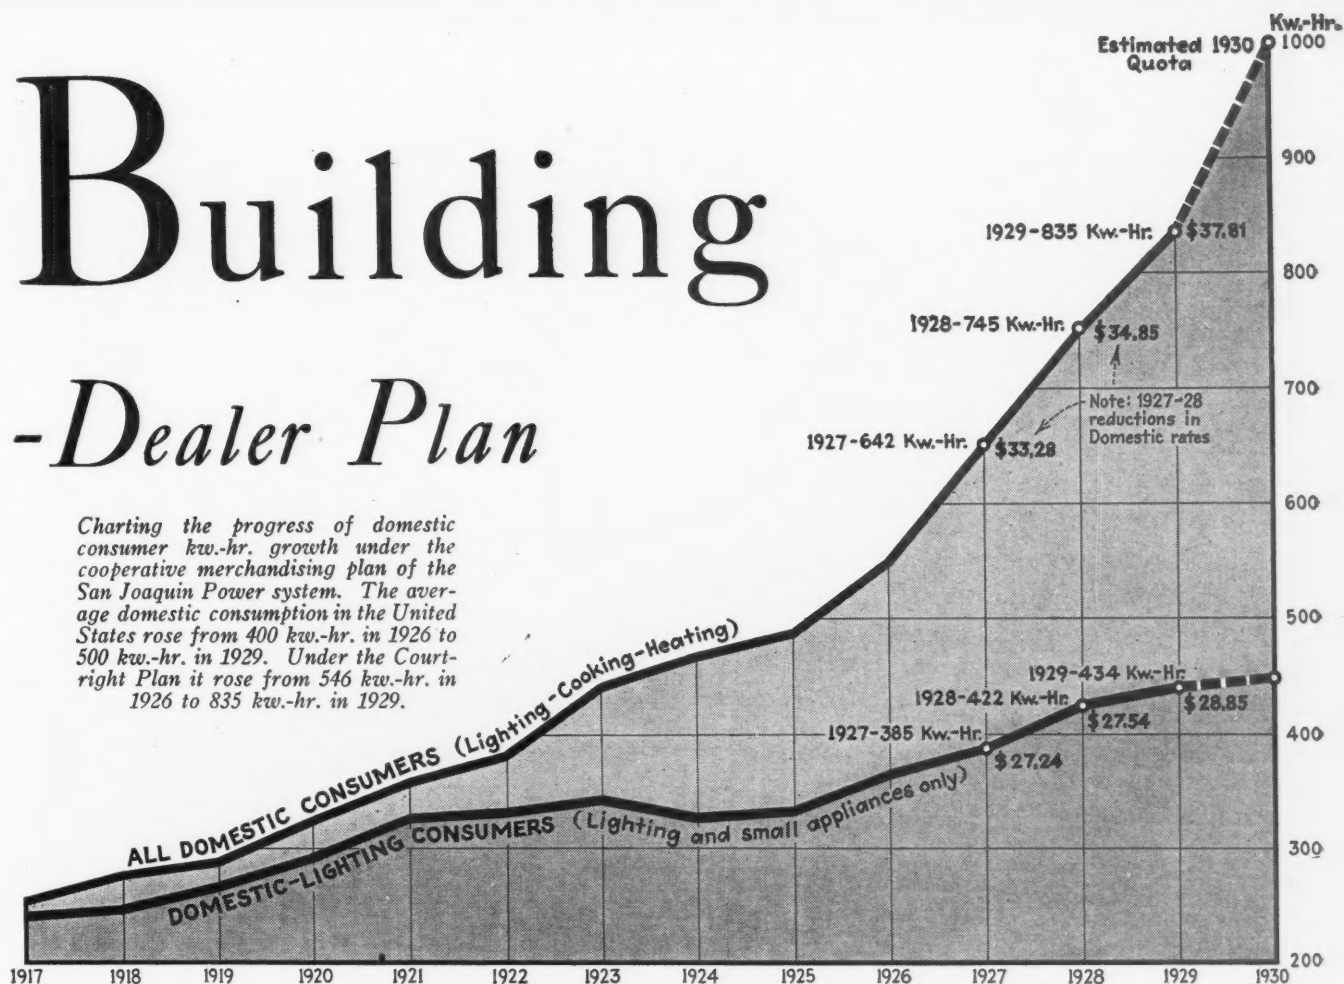 Building
-Dealer Plan
Charting the progress of domestic
consumer kw.-hr. growth under the
cooperative merchandising plan of the
San Joaquin Power system. The aver-
age domestic consumption in the United
States rose from 400 kw.-hr. in 1926 to
500 kw.-hr. in 1929. Under the Court-
right Plan it rose from 546 kw.-hr. in
1926 to 835 kw.-hr. in 1929.
Kw.-Hr.
Estimated 1930
Quota
1000
900
1929-835 Kw.-Hr.
$37.81
800
1928-745 Kw.-Hr.
$34.85
700
Note: 1927-28
reductions in
Domestic rates
1927-642 Kw.-Hr.
$33,28
600
500
ALL DOMESTIC CONSUMERS (Lighting-Cooking-Heating)
1929-434 Kw.-Hr.
$28.85
1928-422 Kw.-Hr.
$27.54
400
1927-385 Kw.-Hr.
$27.24
DOMESTIC-LIGHTING CONSUMERS (Lighting and small appliances only)
300
200
1917 1918 1919 1920 1921 1922 1923 1924 1925 1926 1927 1928 1929 1930